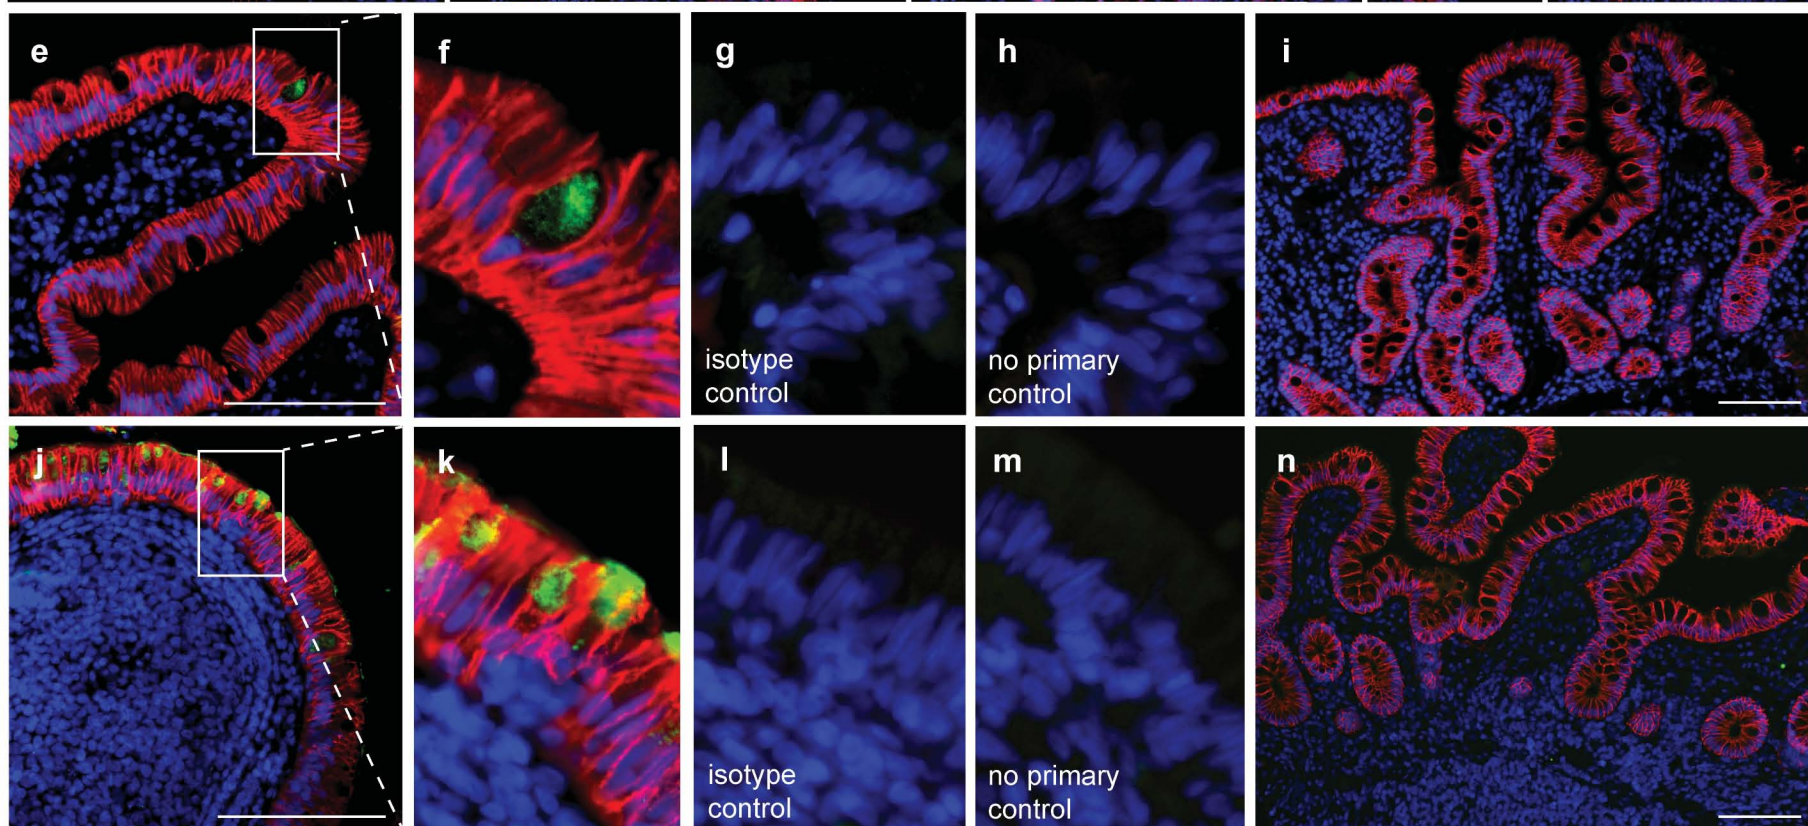 e
f
g
h
i
isotype
control
no primary
control
j
k
l
m
n
isotype
control
no primary
control